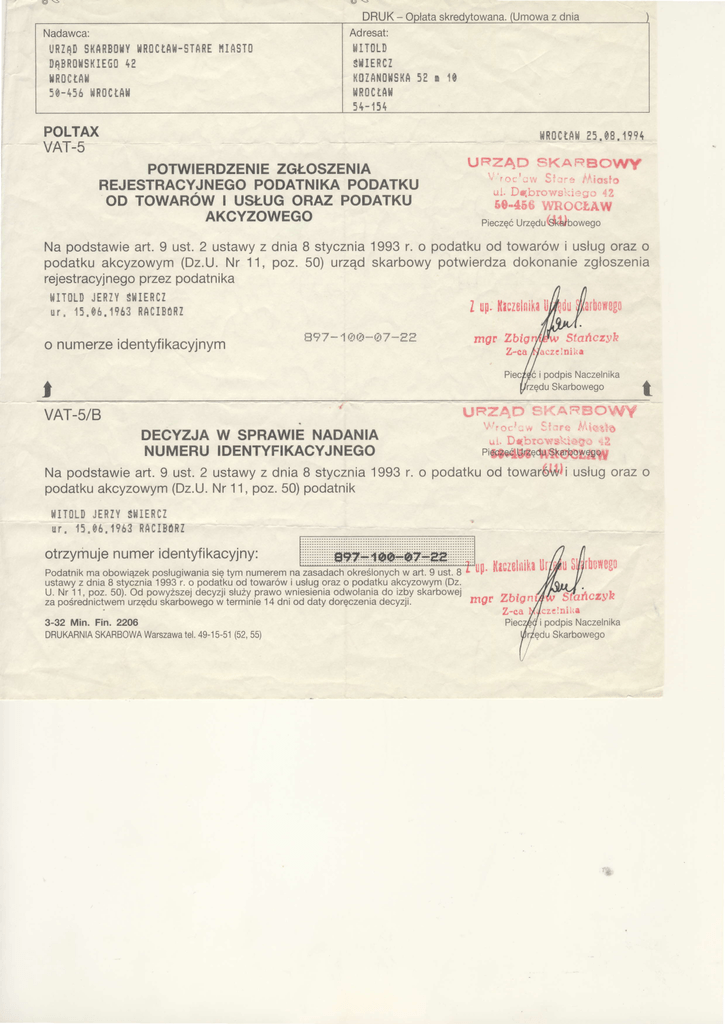 DRUK – Opłata skredytowana. (Umowa z dnia )
Nadawca:
URZĄD SKARBOWY WROCŁAW-STARE MIASTO
DĄBROWSKIEGO 42
WROCŁAW
50-456 WROCŁAW
Adresat:
WITOLD
ŚWIERCZ
KOZANOWSKA 52 m 10
WROCŁAW
54-154
POLTAX
VAT-5
WROCŁAW 25.08.1994
POTWIERDZENIE ZGŁOSZENIA
REJESTRACYJNEGO PODATNIKA PODATKU
OD TOWARÓW I USŁUG ORAZ PODATKU
AKCYZOWEGO
URZĄD SKARBOWY
Wrocław Stare Miasto
ul. Dąbrowskiego 42
50-456 WROCŁAW
(11)
Pieczęć Urzędu Skarbowego
Na podstawie art. 9 ust. 2 ustawy z dnia 8 stycznia 1993 r. o podatku od towarów i usług oraz o
podatku akcyzowym (Dz.U. Nr 11, poz. 50) urząd skarbowy potwierdza dokonanie zgłoszenia
rejestracyjnego przez podatnika
WITOLD JERZY ŚWIERCZ
ur. 15.06.1963 RACIBÓRZ
o numerze identyfikacyjnym
897-100-07-22
Z up. Naczelnika Urzędu Skarbowego
mgr Zbigniew Stańczyk
Z-ca Naczelnika
Pieczęć i podpis Naczelnika
Urzędu Skarbowego
VAT-5/B
DECYZJA W SPRAWIE NADANIA
NUMERU IDENTYFIKACYJNEGO
URZĄD SKARBOWY
Wrocław Stare Miasto
ul. Dąbrowskiego 42
50-456 WROCŁAW
(11)
Pieczęć Urzędu Skarbowego
Na podstawie art. 9 ust. 2 ustawy z dnia 8 stycznia 1993 r. o podatku od towarów i usług oraz o
podatku akcyzowym (Dz.U. Nr 11, poz. 50) podatnik
WITOLD JERZY ŚWIERCZ
ur. 15.06.1963 RACIBÓRZ
otrzymuje numer identyfikacyjny:
897-100-07-22
Podatnik ma obowiązek posługiwania się tym numerem na zasadach określonych w art. 9 ust. 8
ustawy z dnia 8 stycznia 1993 r. o podatku od towarów i usług oraz o podatku akcyzowym (Dz.
U. Nr 11, poz. 50). Od powyższej decyzji służy prawo wniesienia odwołania do izby skarbowej
za pośrednictwem urzędu skarbowego w terminie 14 dni od daty doręczenia decyzji.
Z up. Naczelnika Urzędu Skarbowego
mgr Zbigniew Stańczyk
Z-ca Naczelnika
Pieczęć i podpis Naczelnika
Urzędu Skarbowego
3-32 Min. Fin. 2206
DRUKARNIA SKARBOWA Warszawa tel. 49-15-51 (52, 55)